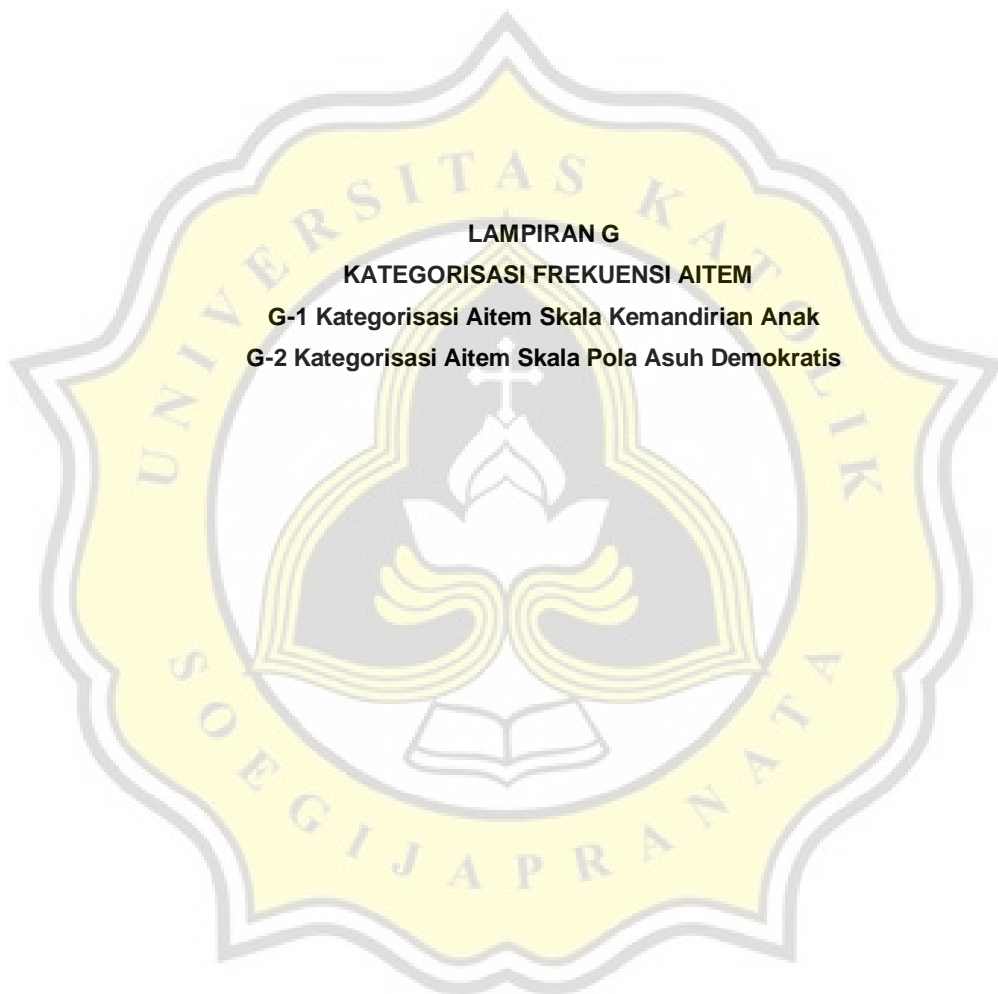 LAMPIRAN G
KATEGORISASI FREKUENSI AITEM
G-1 Kategorisasi Aitem Skala Kemandirian Anak
G-2 Kategorisasi Aitem Skala Pola Asuh Demokratis
UNIVERSITAS KATOLIK
SOEGIJAPRANATA